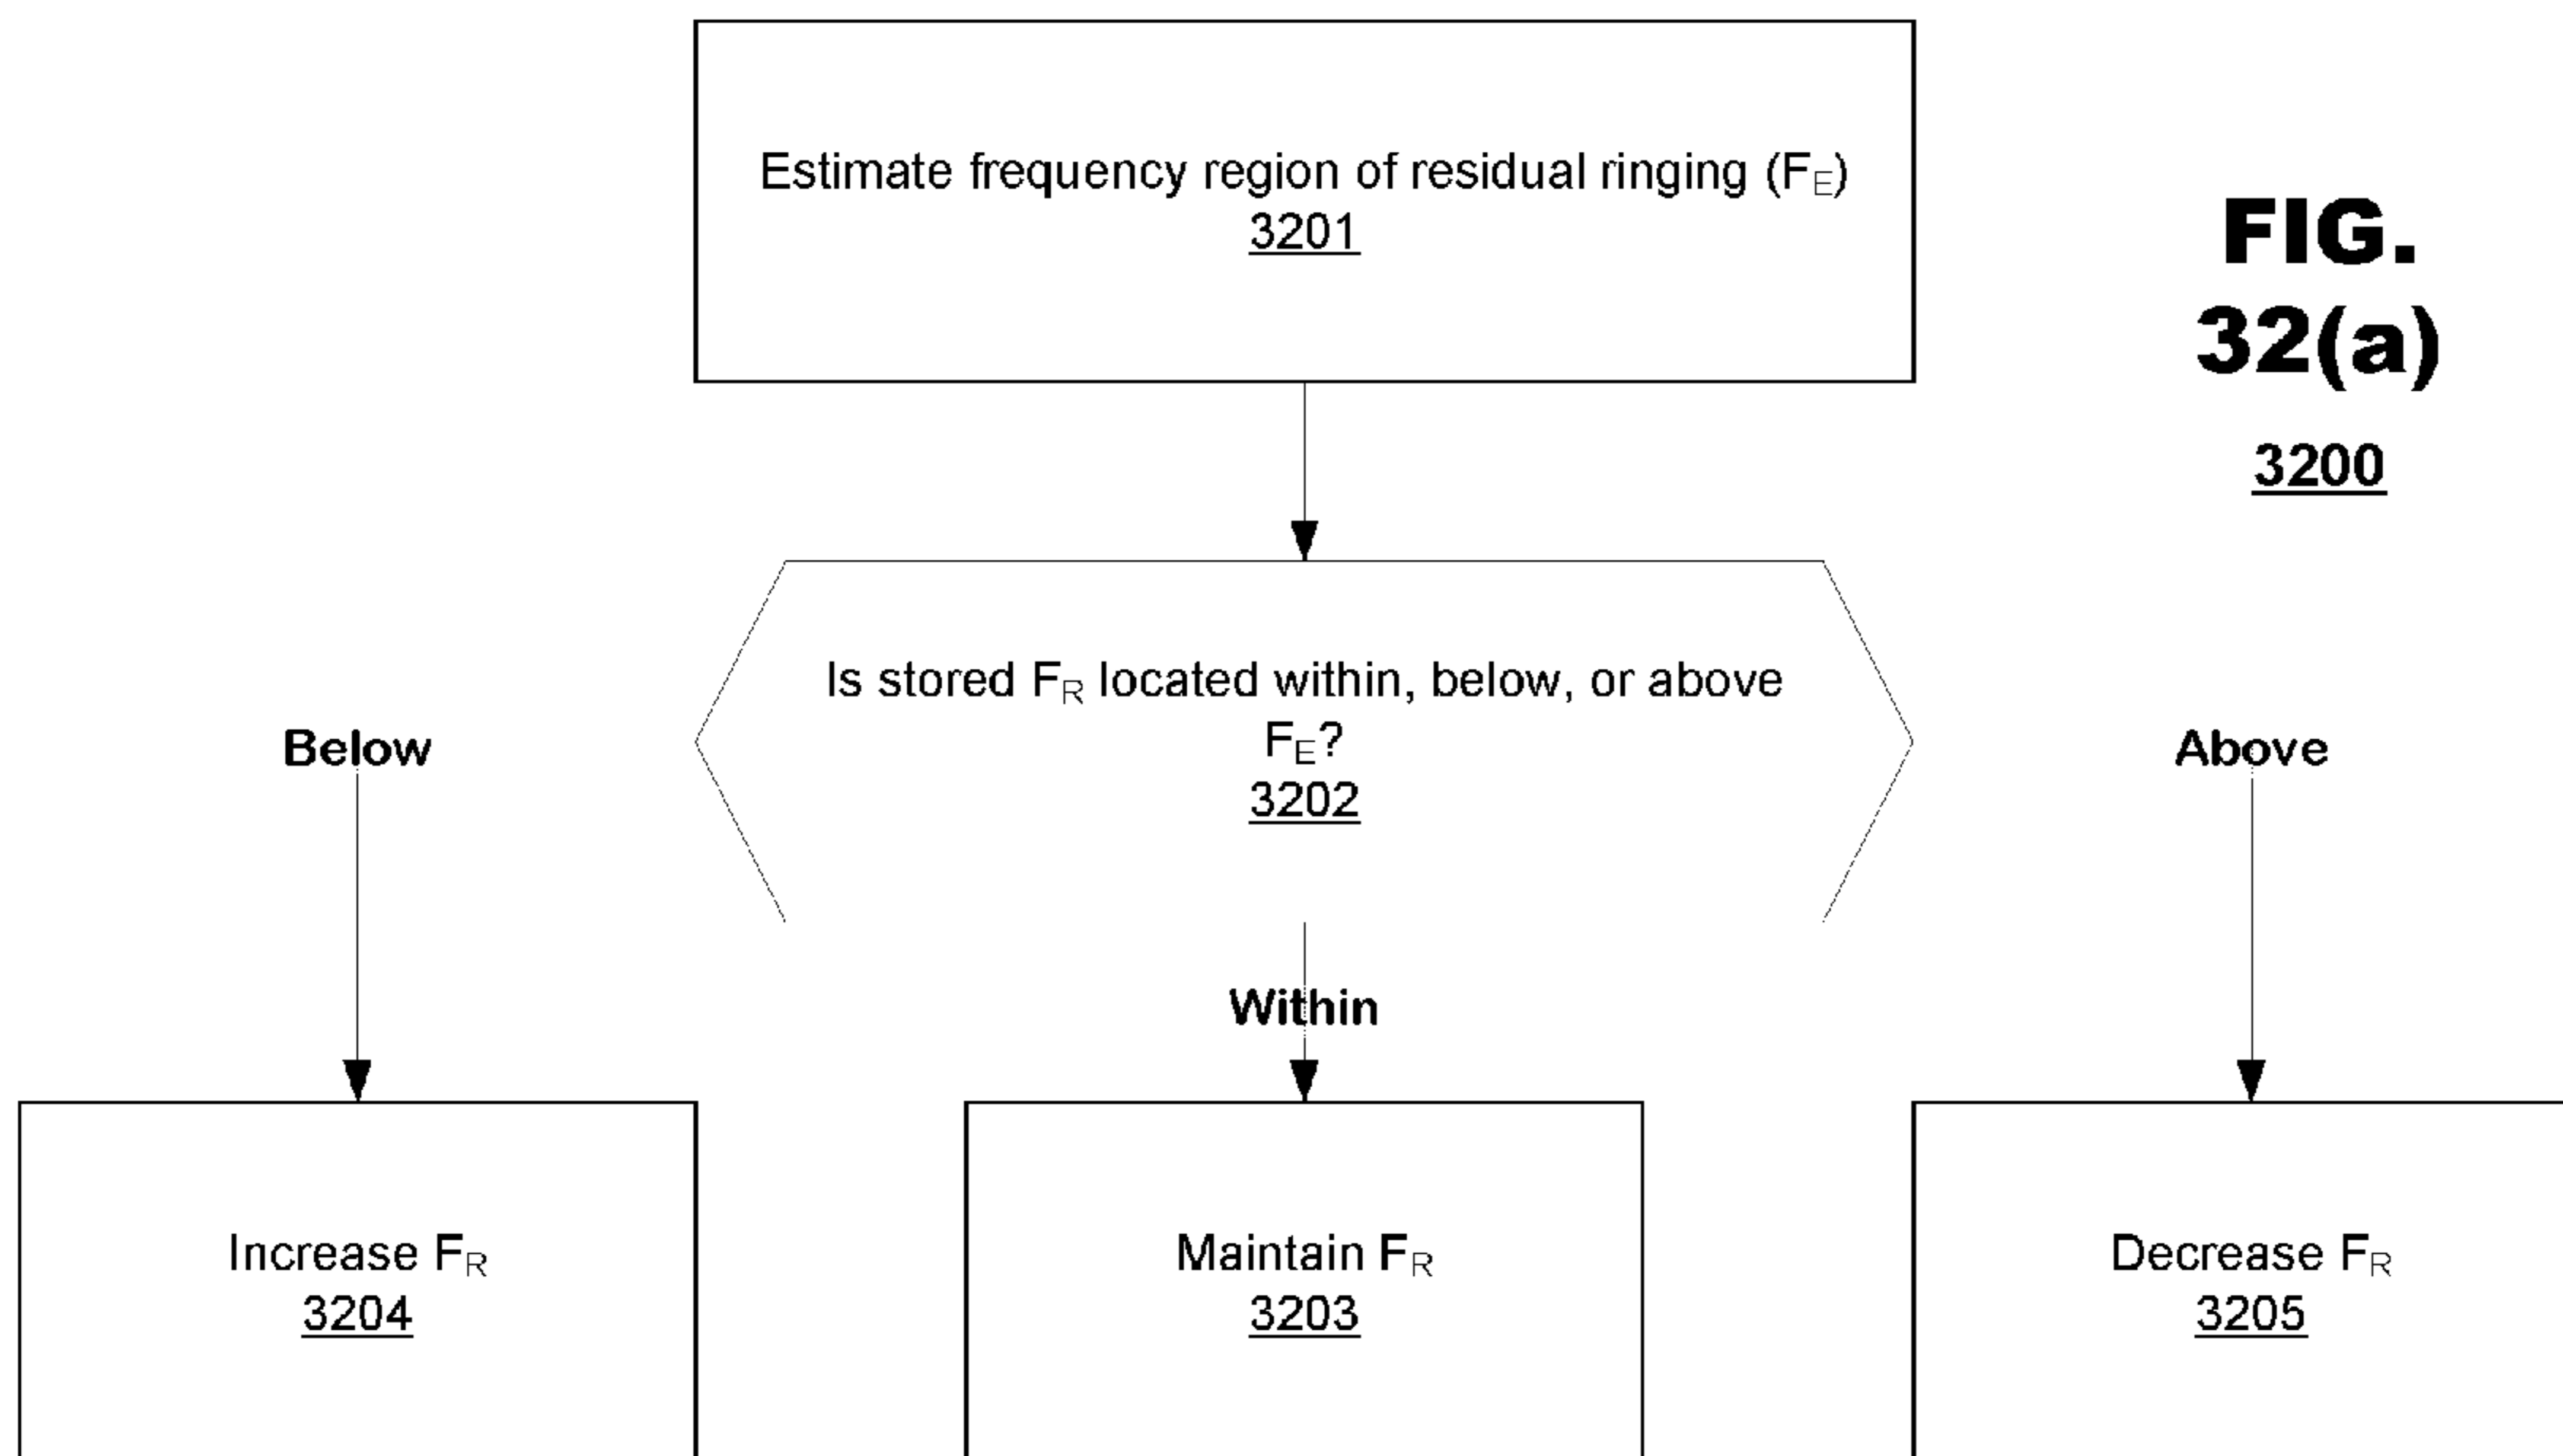 Estimate frequency region of residual ringing (FE)
3201
FIG.
32(a)
3200
Is stored FR located within, below, or above
FE?
3202
Below
Above
Within
Increase FR
3204
Maintain FR
3203
Decrease FR
3205